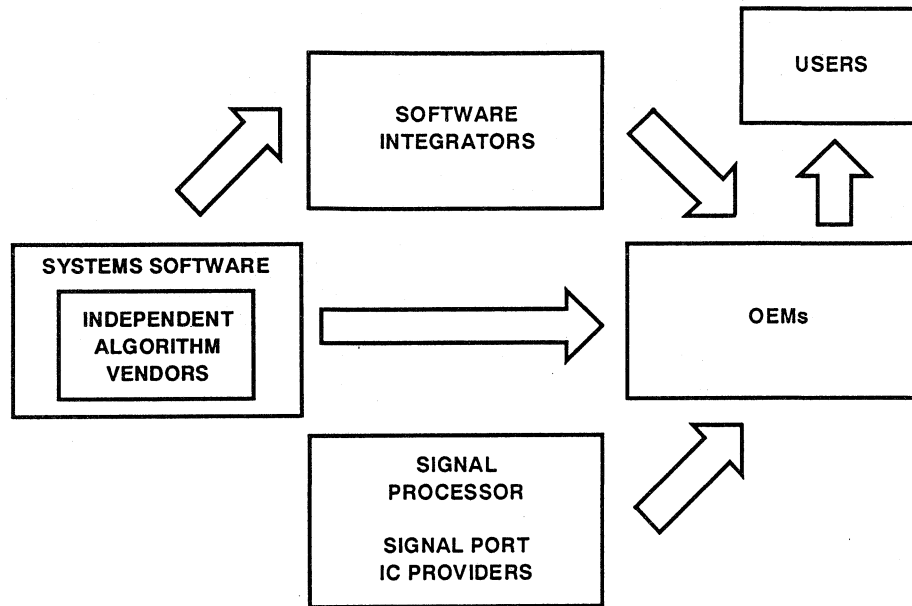 USERS
SOFTWARE
INTEGRATORS
SYSTEMS SOFTWARE
INDEPENDENT
ALGORITHM
VENDORS
OEMs
SIGNAL
PROCESSOR
SIGNAL PORT
IC PROVIDERS